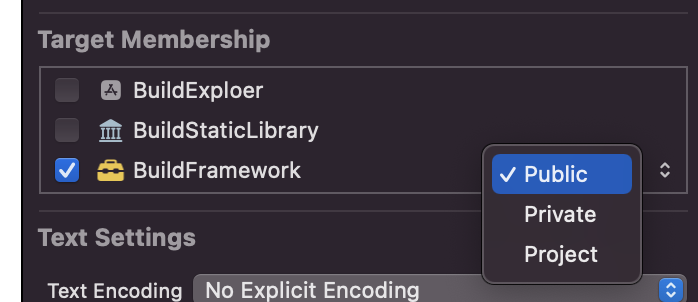 Target Membership
BuildExploer
BuildStaticLibrary
BuildFramework
Public
Private
Project
Text Settings
Text Encoding No Explicit Encoding